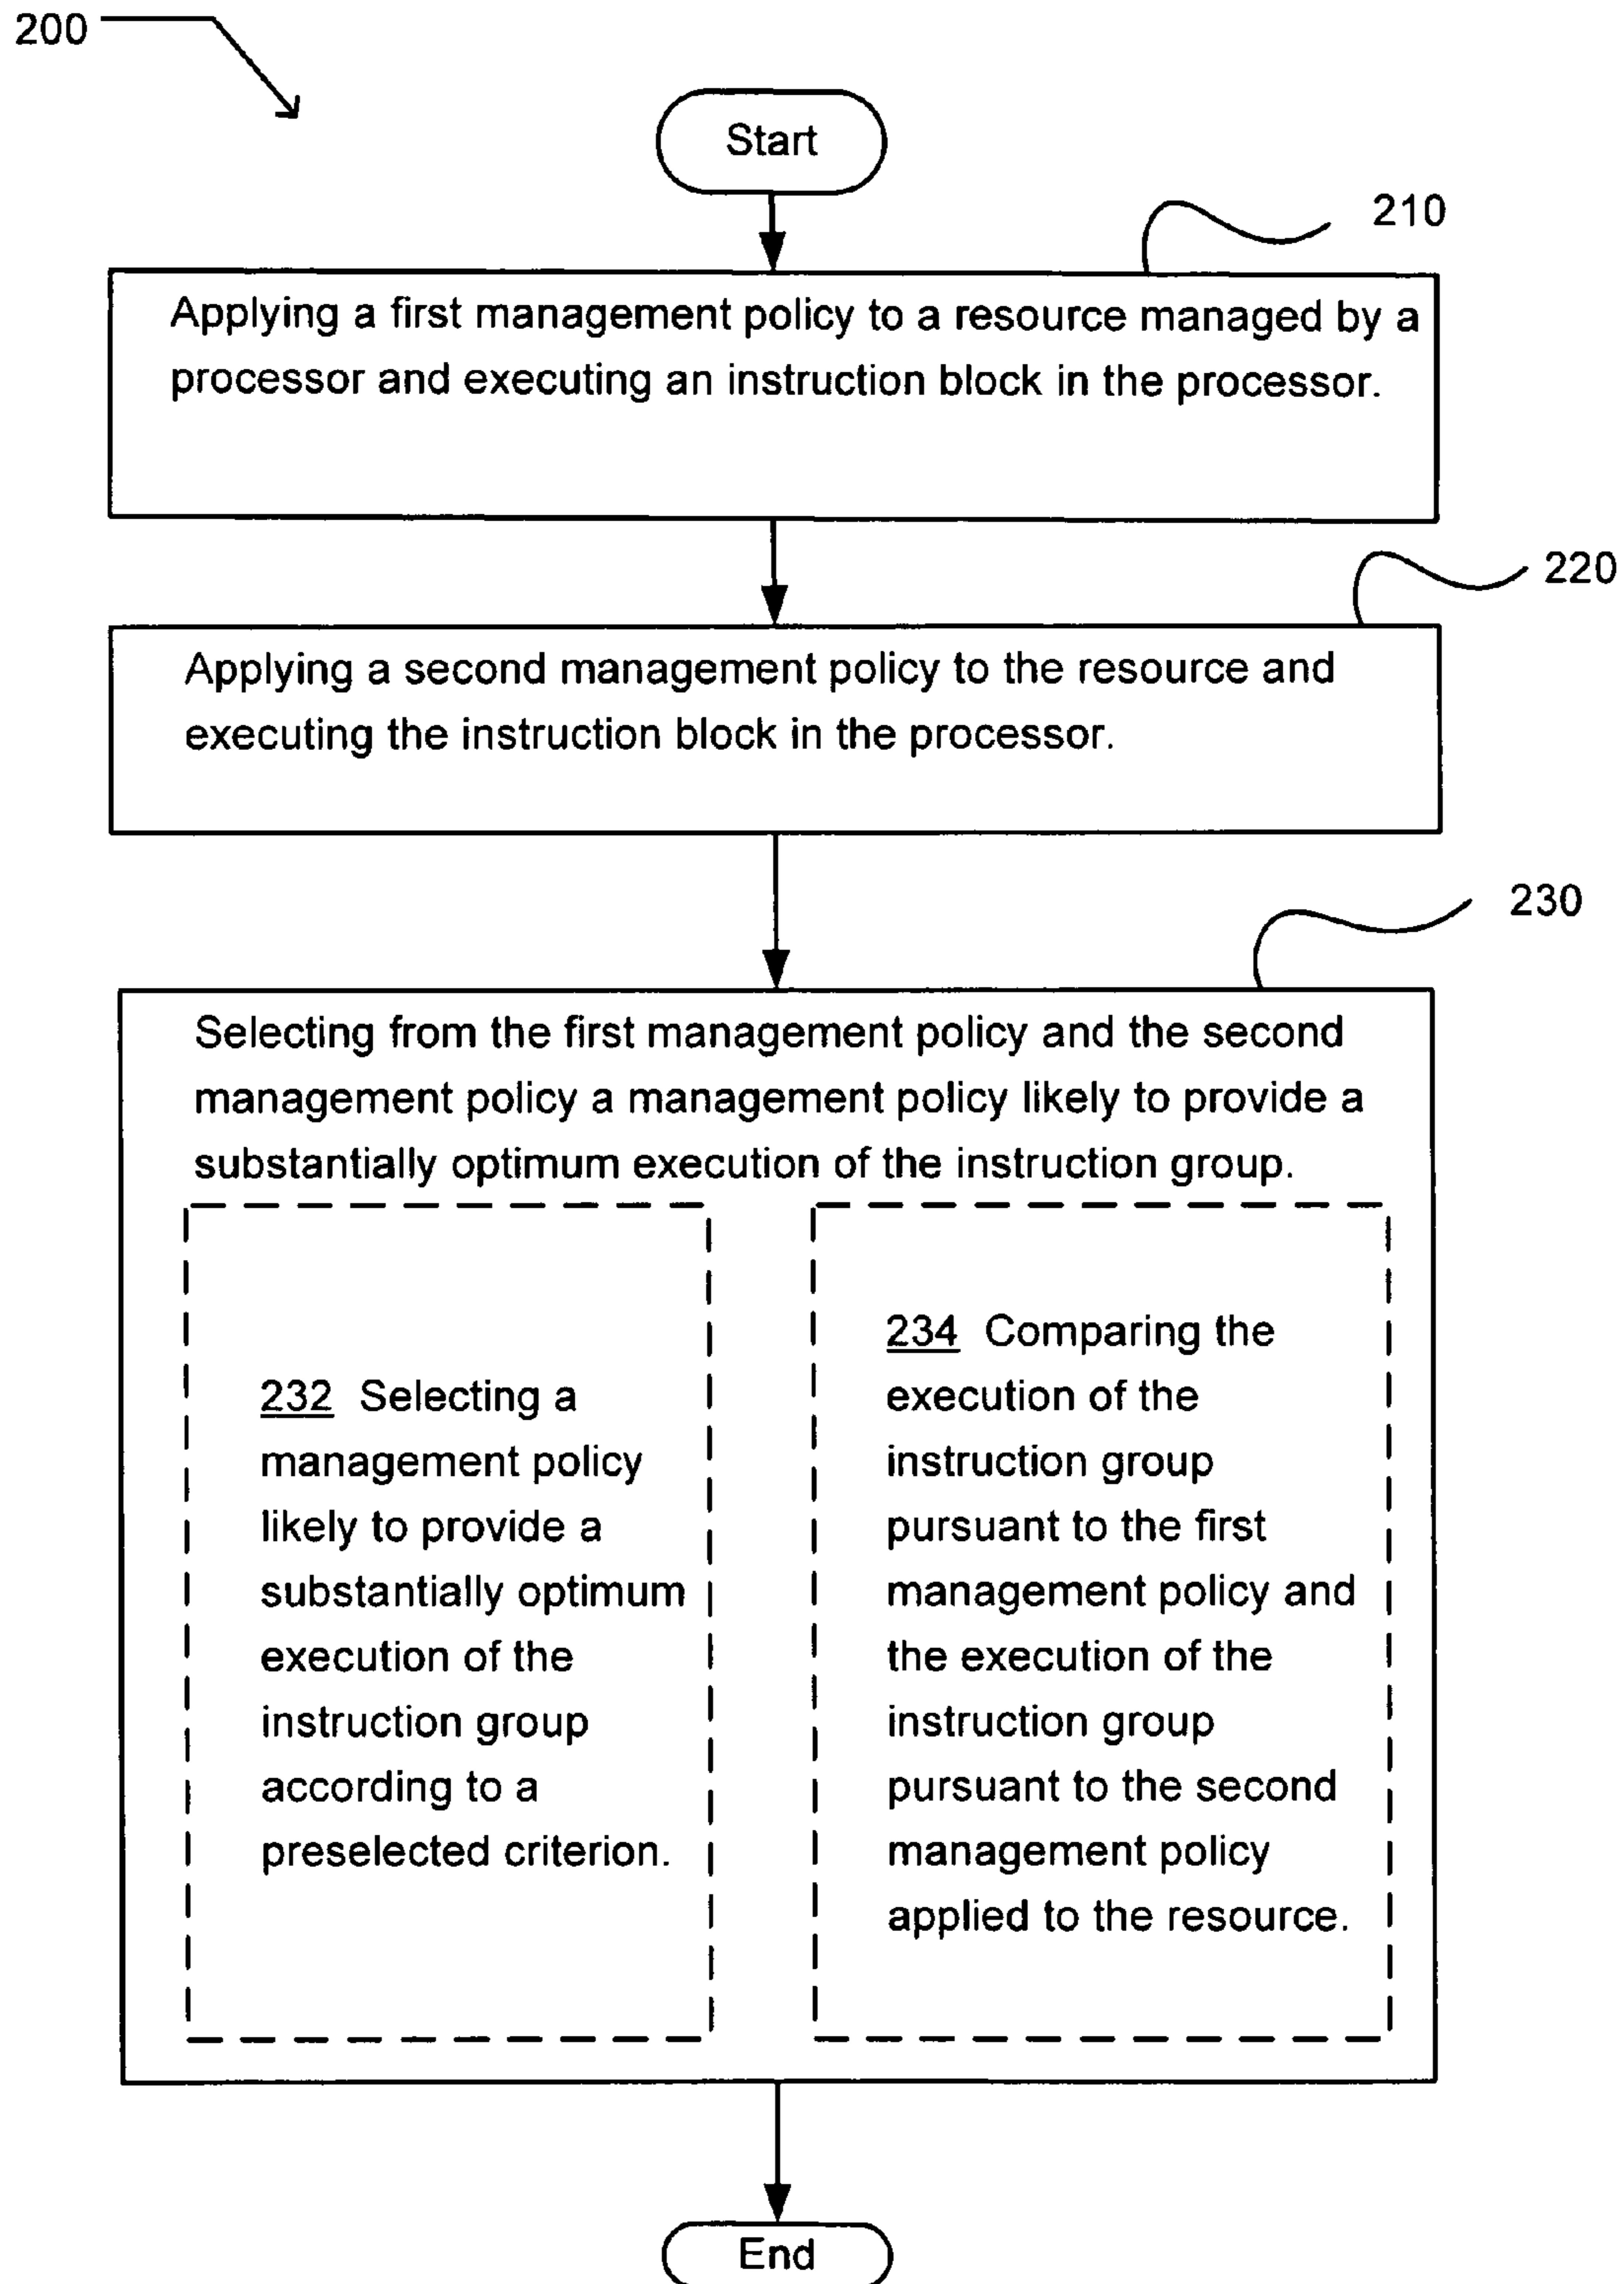 200
Start
210
Applying a first management policy to a resource managed by a
processor and executing an instruction block in the processor.
220
Applying a second management policy to the resource and
executing the instruction block in the processor.
230
Selecting from the first management policy and the second
management policy a management policy likely to provide a
substantially optimum execution of the instruction group.
232 Selecting a
management policy
likely to provide a
substantially optimum
execution of the
instruction group
according to a
preselected criterion.
234 Comparing the
execution of the
instruction group
pursuant to the first
management policy and
the execution of the
instruction group
pursuant to the second
management policy
applied to the resource.
End